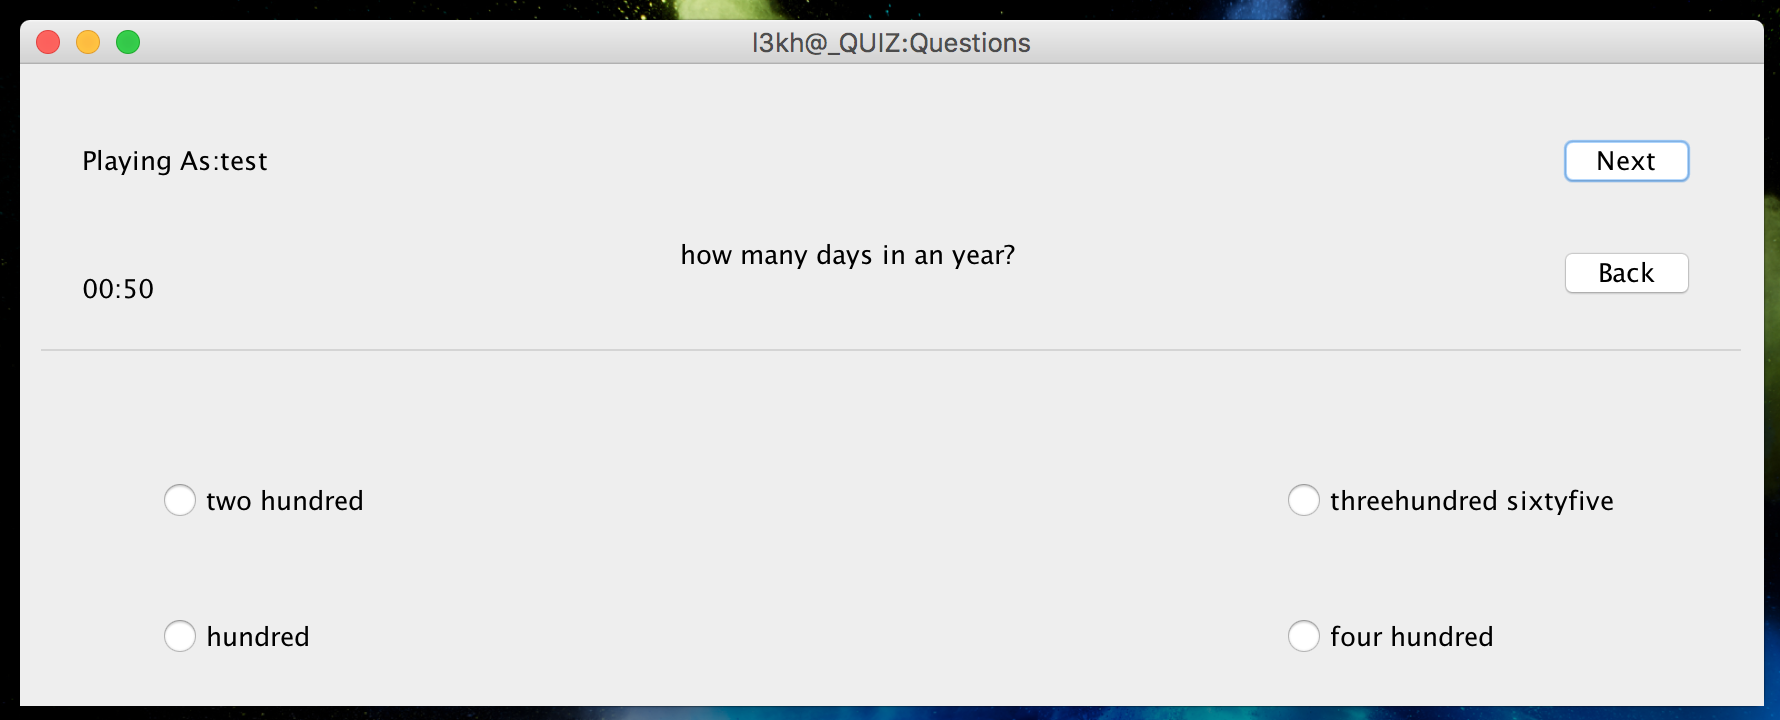 l3kh@_QUIZ:Questions
Playing As:test
Next
how many days in an year?
00:50
Back
two hundred
threehundred sixtyfive
hundred
four hundred